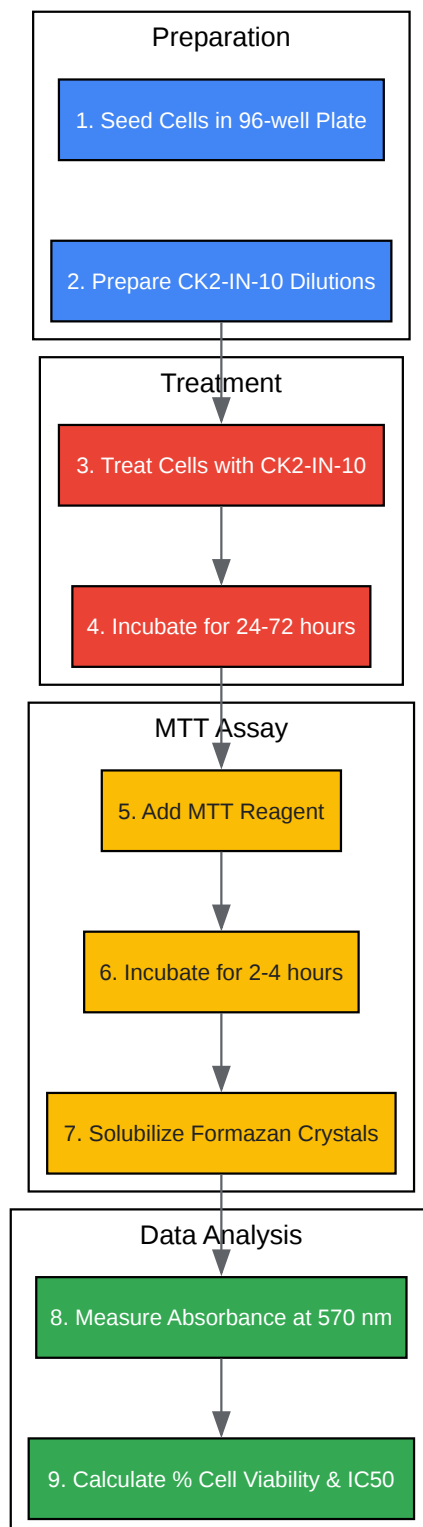 Preparation
1. Seed Cells in 96-well Plate
2. Prepare CK2-IN-10 Dilutions
Treatment
3. Treat Cells with CK2-IN-10
4. Incubate for 24-72 hours
MTT Assay
5. Add MTT Reagent
6. Incubate for 2-4 hours
7. Solubilize Formazan Crystals
Data Analysis
8. Measure Absorbance at 570 nm
9. Calculate % Cell Viability & IC50